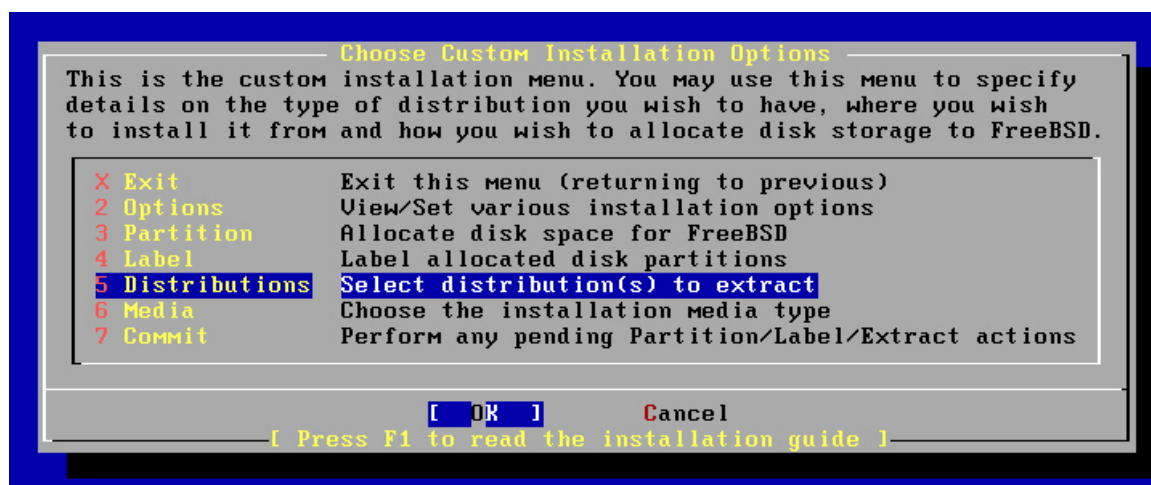 Choose Custom Installation Options
This is the custom installation menu. You may use this menu to specify
details on the type of distribution you wish to have, where you wish
to install it from and how you wish to allocate disk storage to FreeBSD.
X Exit Exit this menu (returning to previous)
2 Options View/Set various installation options
3 Partition Allocate disk space for FreeBSD
4 Label Label allocated disk partitions
5 Distributions Select distribution(s) to extract
6 Media Choose the installation media type
7 Commit Perform any pending Partition/Label/Extract actions
[ OK ] Cancel
[ Press F1 to read the installation guide ]